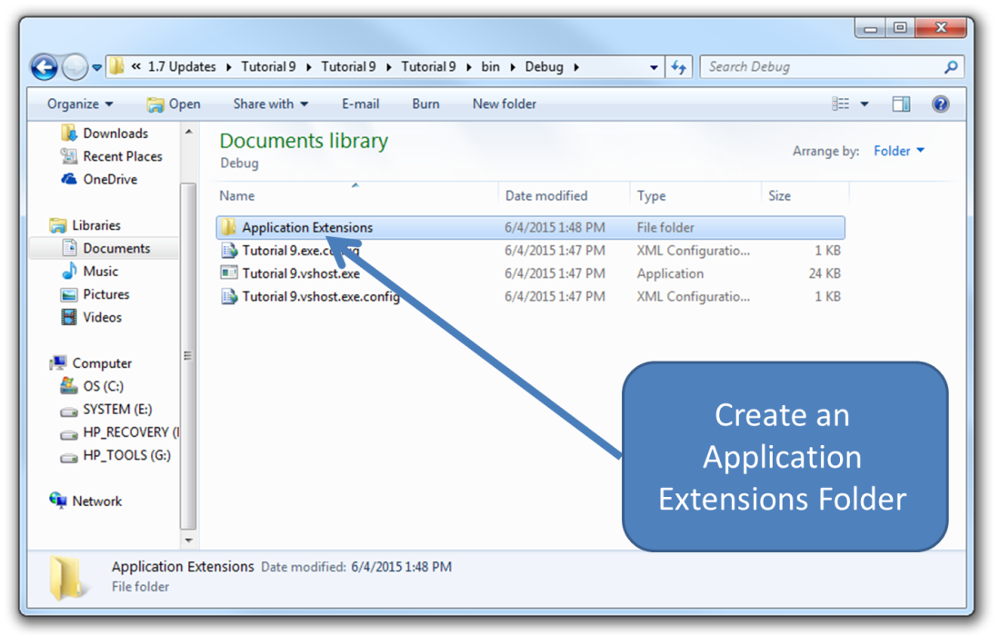 « 1.7 Updates ▸ Tutorial 9 ▸ Tutorial 9 ▸ Tutorial 9 ▸ bin ▸ Debug ▸
Search Debug
Organize Open Share with E-mail Burn New folder
Downloads
Recent Places
OneDrive
Libraries
Documents
Music
Pictures
Videos
Computer
OS (C:)
SYSTEM (E:)
HP_RECOVERY (
HP_TOOLS (G:)
Network
Documents library
Debug
Arrange by: Folder
Name Date modified Type Size
Application Extensions 6/4/2015 1:48 PM File folder
Tutorial 9.exe.config 6/4/2015 1:47 PM XML Configuratio... 1 KB
Tutorial 9.vshost.exe 6/4/2015 1:47 PM Application 24 KB
Tutorial 9.vshost.exe.config 6/4/2015 1:47 PM XML Configuratio... 1 KB
Create an
Application
Extensions Folder
Application Extensions Date modified: 6/4/2015 1:48 PM
File folder